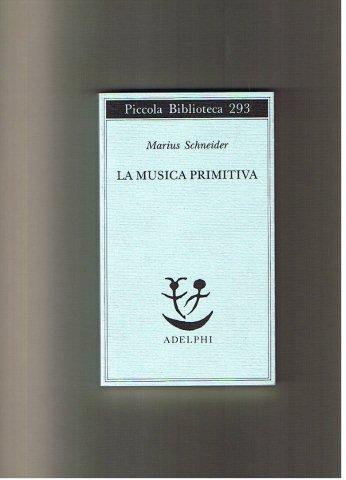 Piccola Biblioteca 293
Marius Schneider
LA MUSICA PRIMITIVA
ADELPHI